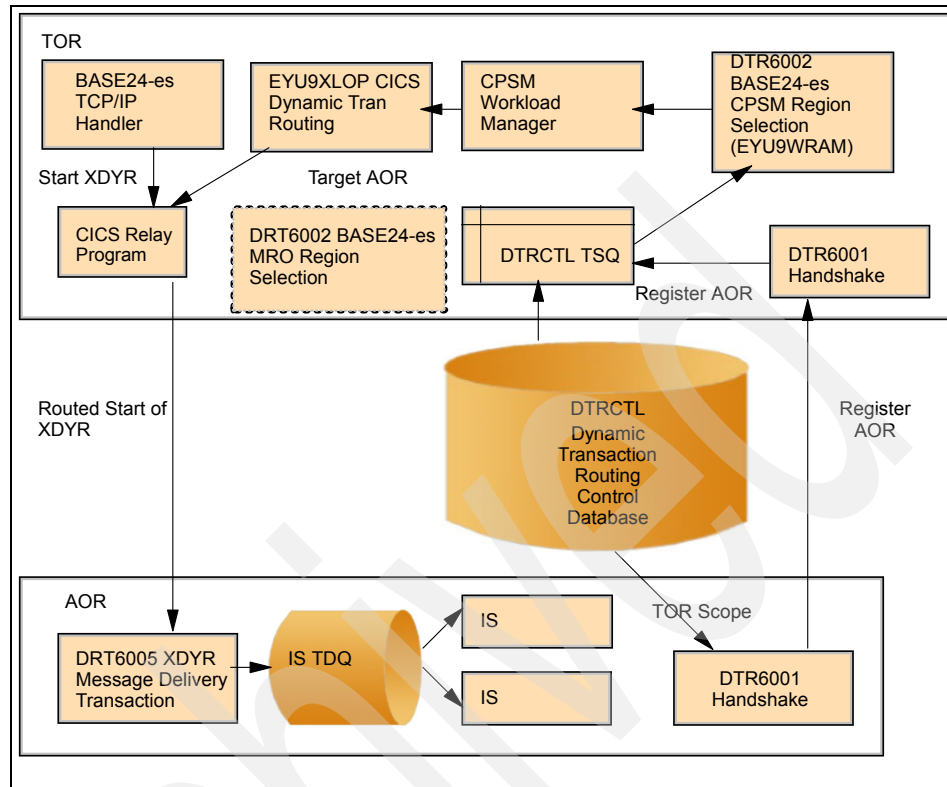 TOR
BASE24-es
TCP/IP
Handler
EYU9XLOP CICS
Dynamic Tran
Routing
CPSM
Workload
Manager
DTR6002
BASE24-es
CPSM Region
Selection
(EYU9WRAM)
Start XDYR
Target AOR
CICS Relay
Program
DRT6002 BASE24-es
MRO Region
Selection
DTRCTL TSQ
DTR6001
Handshake
Register AOR
Routed Start of
XDYR
DTRCTL
Dynamic
Transaction
Routing
Control
Database
Register
AOR
AOR
TOR Scope
DRT6005 XDYR
Message Delivery
Transaction
IS TDQ
IS
IS
DTR6001
Handshake